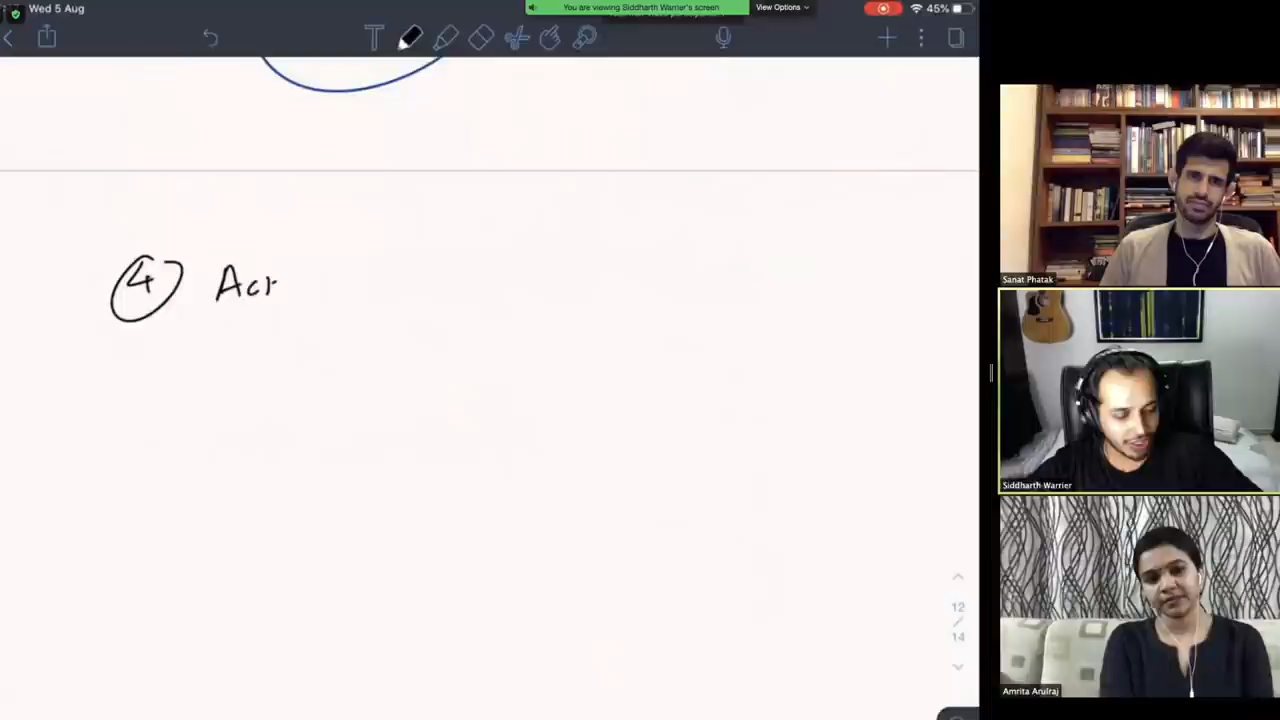 Wed 5 Aug
You are viewing Siddharth Warrier's screen
View Options
45%
T
④ Act
12
14
Sanat Phatak
Siddharth Warrier
Amrita Arulraj